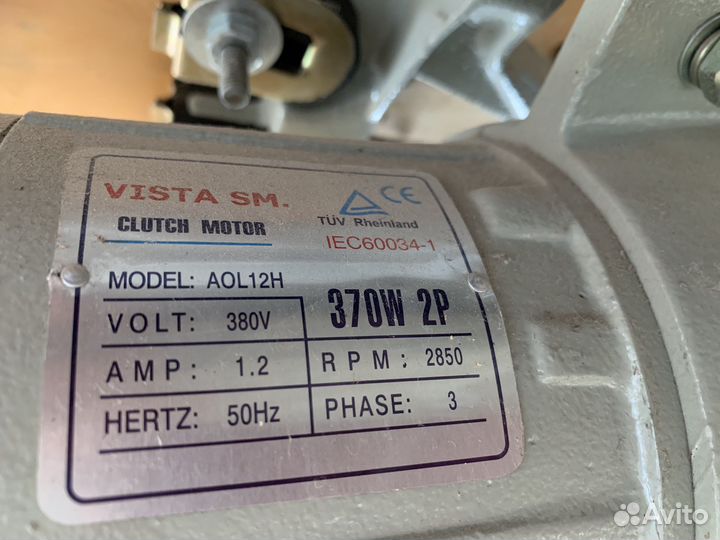 VISTA SM.
CLUTCH MOTOR
CE
TÜV Rheinland
IEC60034-1
MODEL: AOL12H
370W 2P
VOLT: 380V
AMP: 1.2
RPM: 2850
HERTZ: 50Hz
PHASE: 3
Avito